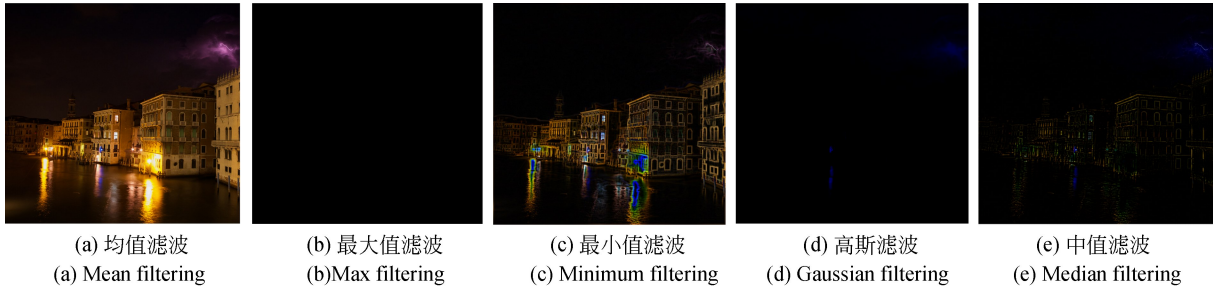 (a) 均值滤波
(b) 最大值滤波
(c) 最小值滤波
(d) 高斯滤波
(e) 中值滤波
(a) Mean filtering
(b)Max filtering
(c) Minimum filtering
(d) Gaussian filtering
(e) Median filtering